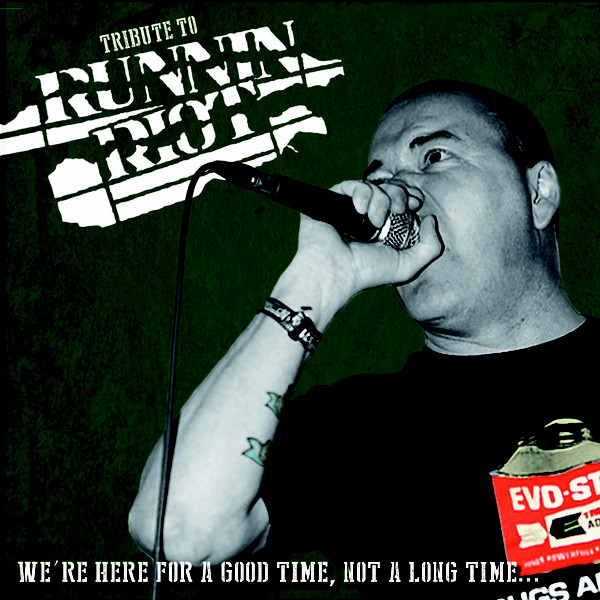 TRIBUTE TO
RUNNIN
RIOT
EVO-ST
WE´RE HERE FOR A GOOD TIME, NOT A LONG TIME...